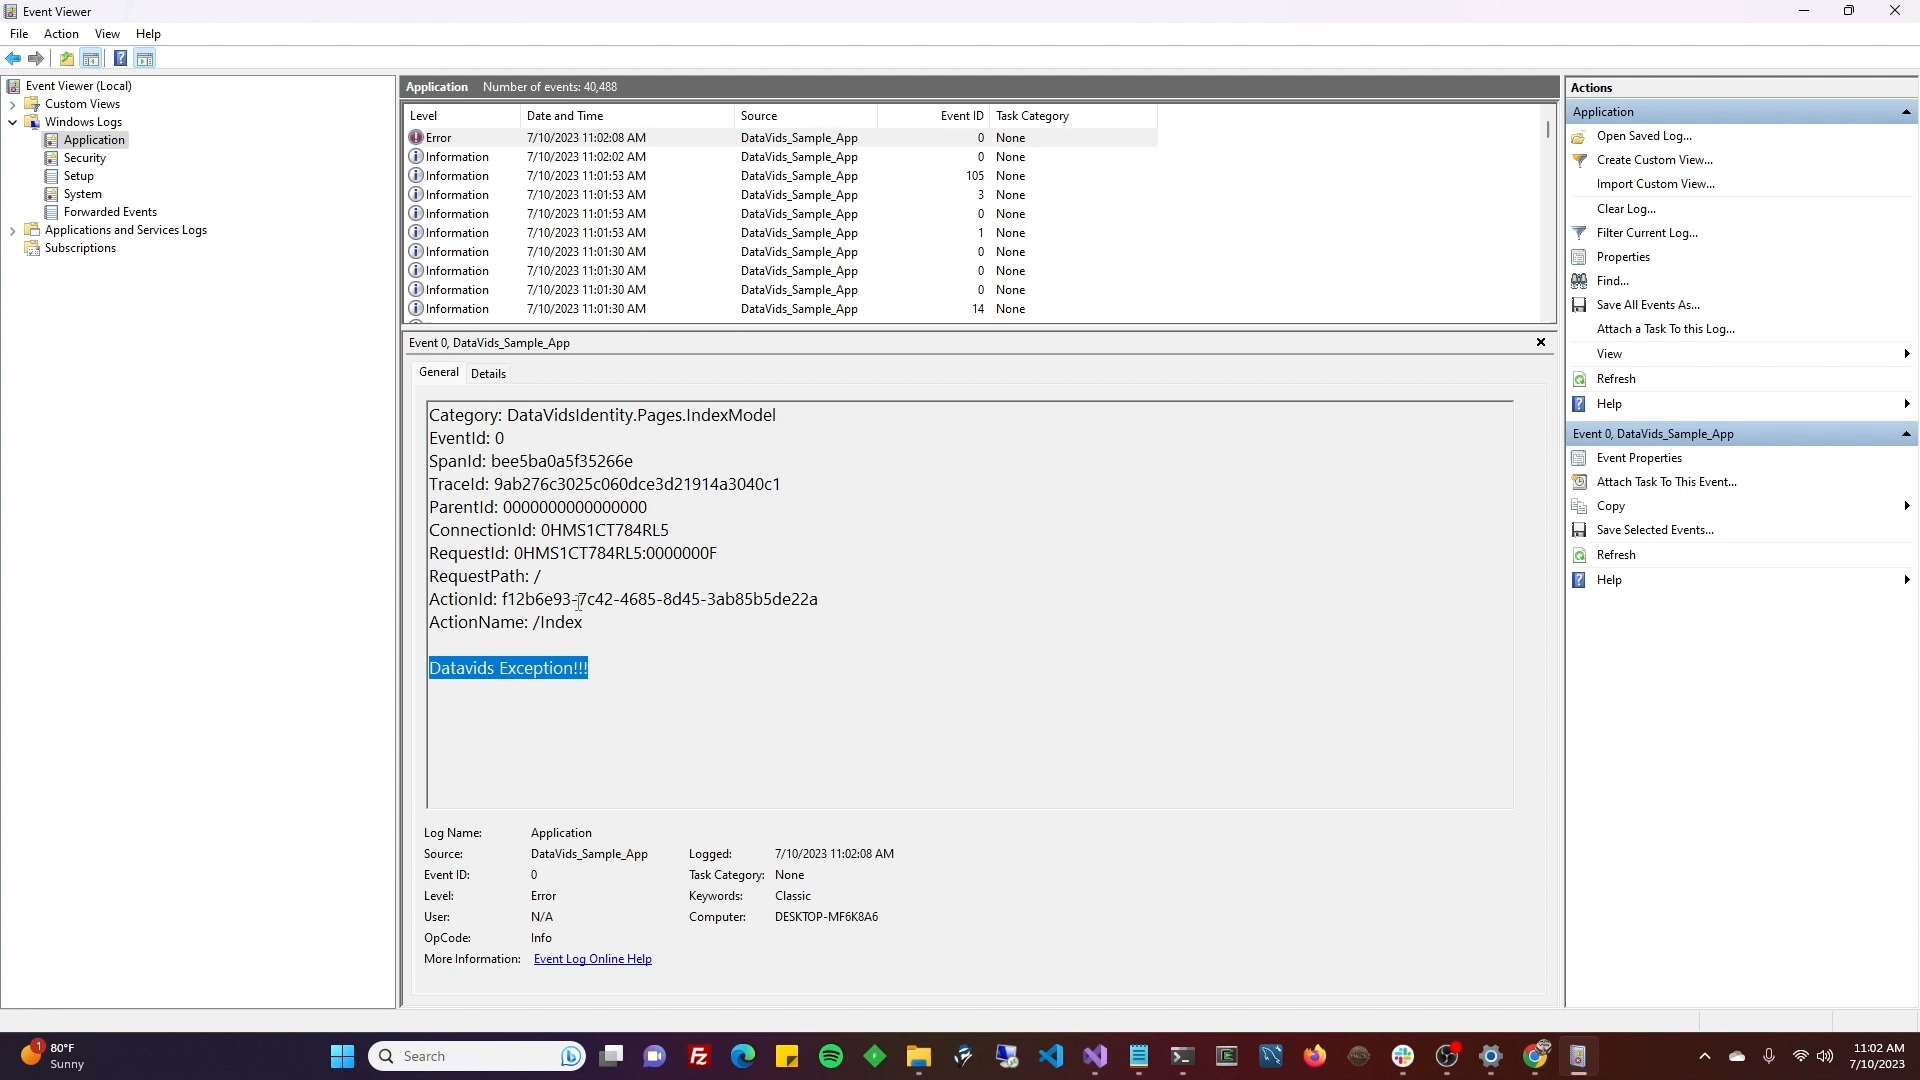 Event Viewer
File Action View Help
Event Viewer (Local)
Custom Views
Windows Logs
Application
Security
Setup
System
Forwarded Events
Applications and Services Logs
Subscriptions
Application Number of events: 40,488
Level Date and Time Source Event ID Task Category
Error 7/10/2023 11:02:08 AM DataVids_Sample_App 0 None
Information 7/10/2023 11:02:02 AM DataVids_Sample_App 0 None
Information 7/10/2023 11:01:53 AM DataVids_Sample_App 105 None
Information 7/10/2023 11:01:53 AM DataVids_Sample_App 3 None
Information 7/10/2023 11:01:53 AM DataVids_Sample_App 0 None
Information 7/10/2023 11:01:53 AM DataVids_Sample_App 1 None
Information 7/10/2023 11:01:30 AM DataVids_Sample_App 0 None
Information 7/10/2023 11:01:30 AM DataVids_Sample_App 0 None
Information 7/10/2023 11:01:30 AM DataVids_Sample_App 0 None
Information 7/10/2023 11:01:30 AM DataVids_Sample_App 14 None
Event 0, DataVids_Sample_App
General Details
Category: DataVidsIdentity.Pages.IndexModel
EventId: 0
SpanId: bee5ba0a5f35266e
TraceId: 9ab276c3025c060dce3d21914a3040c1
ParentId: 0000000000000000
ConnectionId: 0HMS1CT784RL5
RequestId: 0HMS1CT784RL5:0000000F
RequestPath: /
ActionId: f12b6e93-7c42-4685-8d45-3ab85b5de22a
ActionName: /Index
Datavids Exception!!!
Log Name: Application
Source: DataVids_Sample_App Logged: 7/10/2023 11:02:08 AM
Event ID: 0 Task Category: None
Level: Error Keywords: Classic
User: N/A Computer: DESKTOP-MF6K8A6
OpCode: Info
More Information: Event Log Online Help
Actions
Application
Open Saved Log...
Create Custom View...
Import Custom View...
Clear Log...
Filter Current Log...
Properties
Find...
Save All Events As...
Attach a Task To this Log...
View
Refresh
Help
Event 0, DataVids_Sample_App
Event Properties
Attach Task To This Event...
Copy
Save Selected Events...
Refresh
Help
1
80°F
Sunny
Search
11:02 AM
7/10/2023